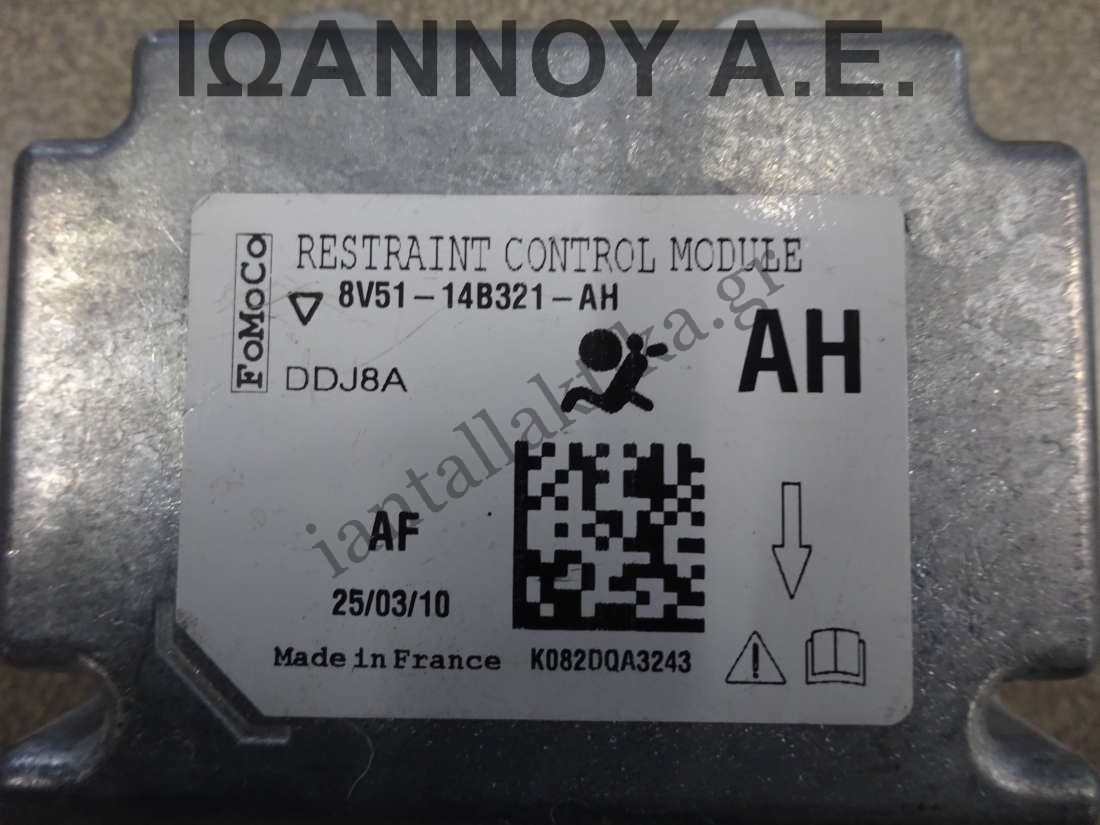 ΙΩΑΝΝΟΥ Α.Ε.
FoMoCo
RESTRAINT CONTROL MODULE
8V51-14B321-AH
AH
DDJ8A
iantallaktika.gr
AF
25/03/10
Made in France
K082DQA3243